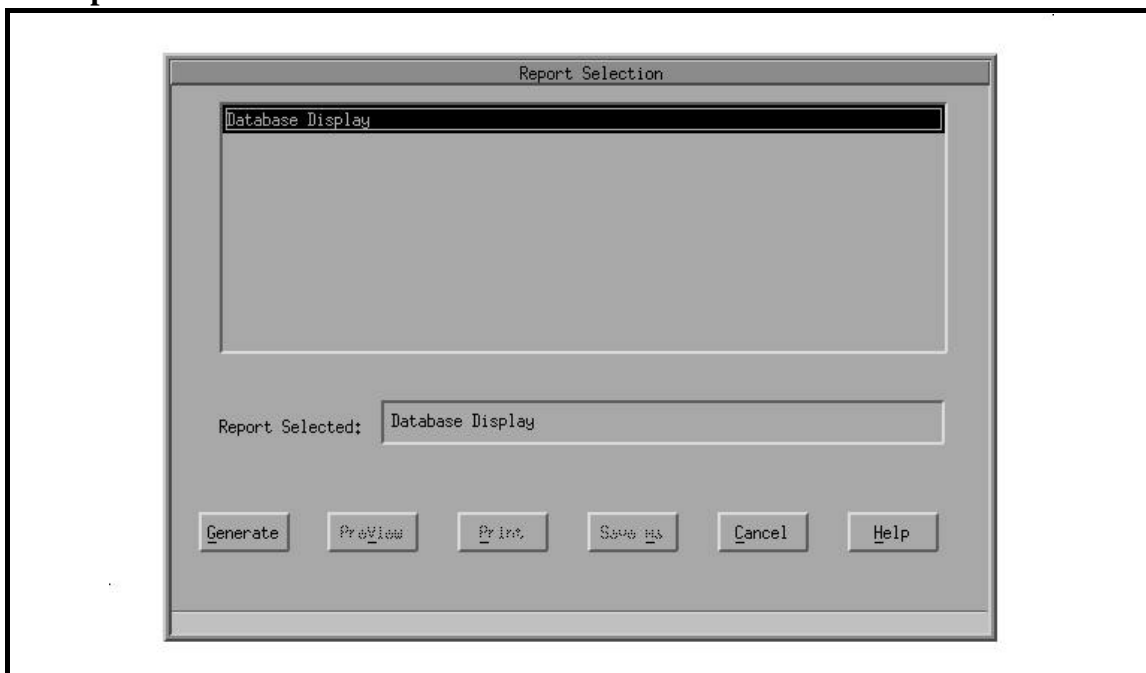 Report Selection
Database Display
Report Selected: Database Display
Generate PreView Print Save as Cancel Help